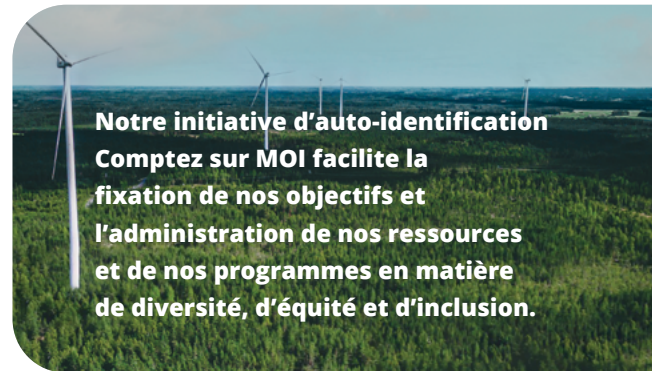 Notre initiative d’auto-identification
Comptez sur MOI facilite la
fixation de nos objectifs et
l’administration de nos ressources
et de nos programmes en matière
de diversité, d’équité et d’inclusion.